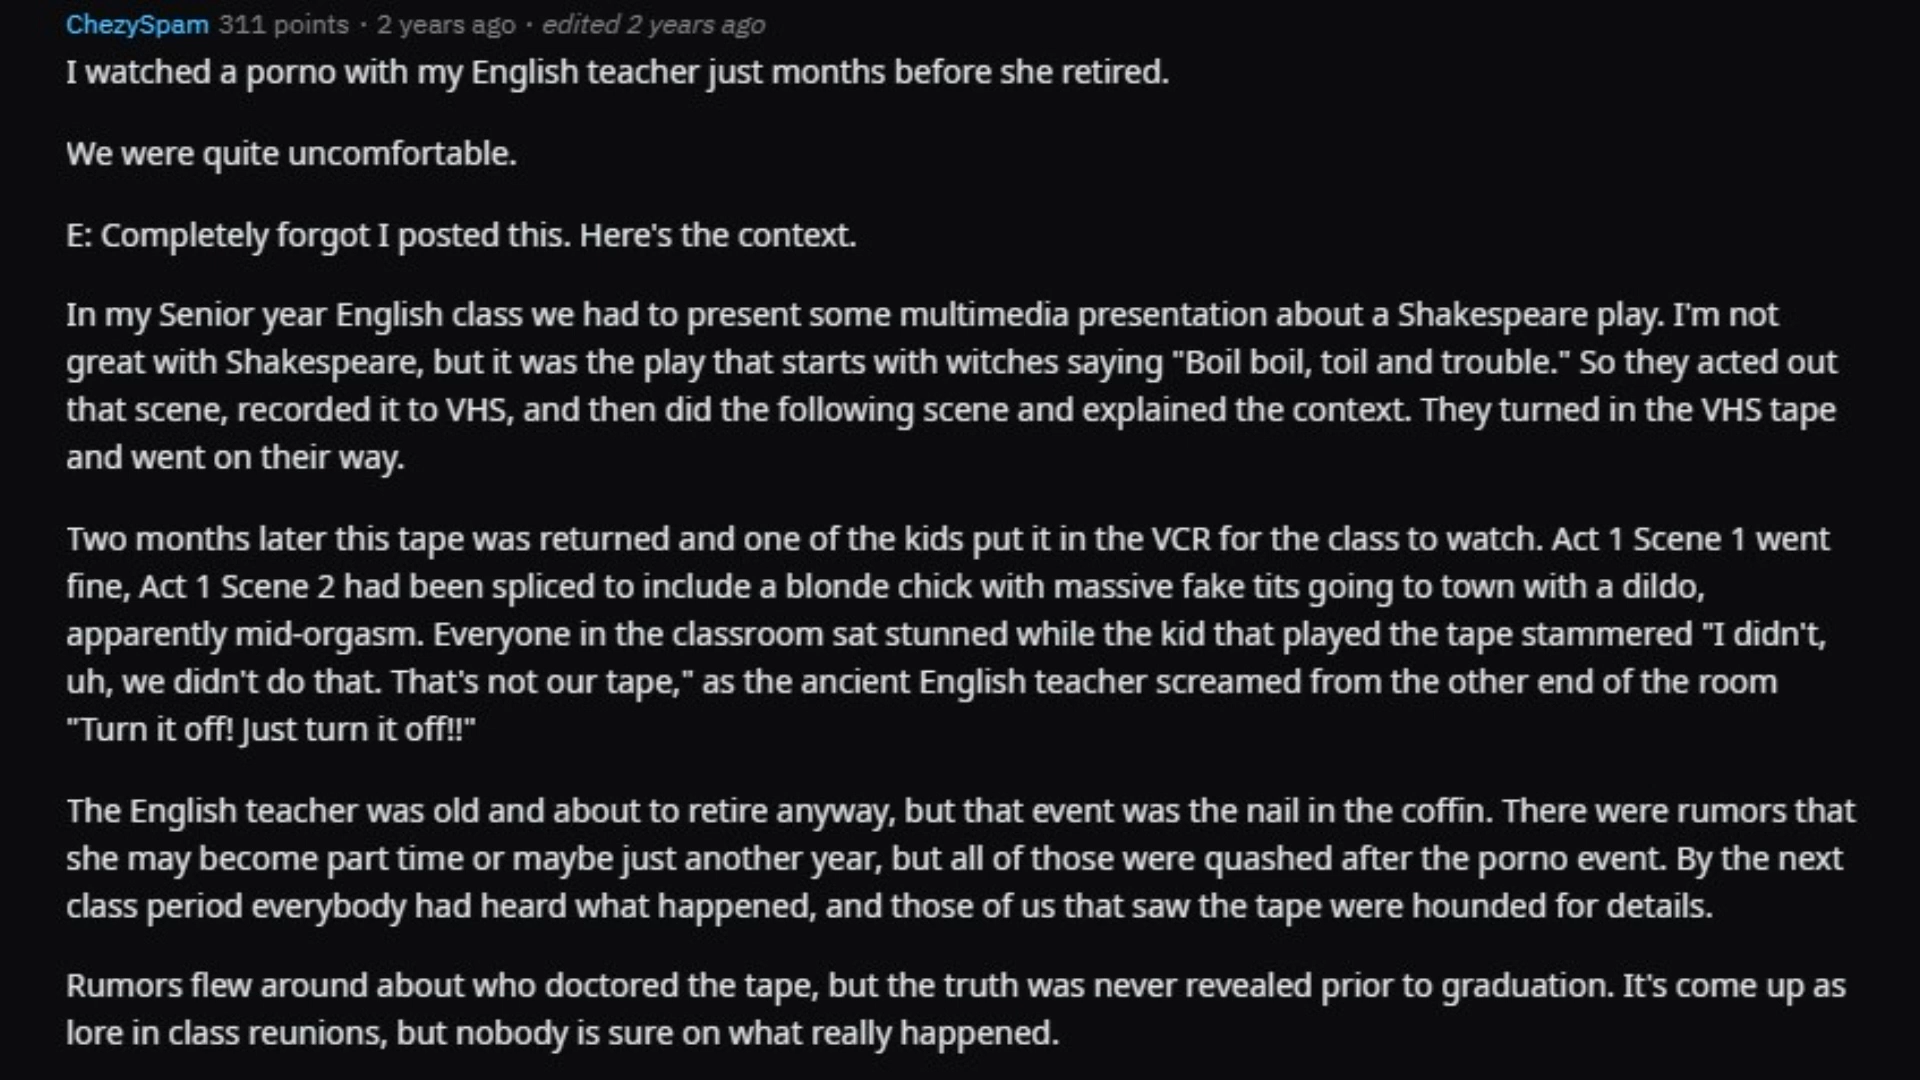 ChezySpam 311 points · 2 years ago · edited 2 years ago
I watched a porno with my English teacher just months before she retired.
We were quite uncomfortable.
E: Completely forgot I posted this. Here's the context.
In my Senior year English class we had to present some multimedia presentation about a Shakespeare play. I'm not
great with Shakespeare, but it was the play that starts with witches saying "Boil boil, toil and trouble." So they acted out
that scene, recorded it to VHS, and then did the following scene and explained the context. They turned in the VHS tape
and went on their way.
Two months later this tape was returned and one of the kids put it in the VCR for the class to watch. Act 1 Scene 1 went
fine, Act 1 Scene 2 had been spliced to include a blonde chick with massive fake tits going to town with a dildo,
apparently mid-orgasm. Everyone in the classroom sat stunned while the kid that played the tape stammered "I didn't,
uh, we didn't do that. That's not our tape," as the ancient English teacher screamed from the other end of the room
"Turn it off! Just turn it off!!"
The English teacher was old and about to retire anyway, but that event was the nail in the coffin. There were rumors that
she may become part time or maybe just another year, but all of those were quashed after the porno event. By the next
class period everybody had heard what happened, and those of us that saw the tape were hounded for details.
Rumors flew around about who doctored the tape, but the truth was never revealed prior to graduation. It's come up as
lore in class reunions, but nobody is sure on what really happened.